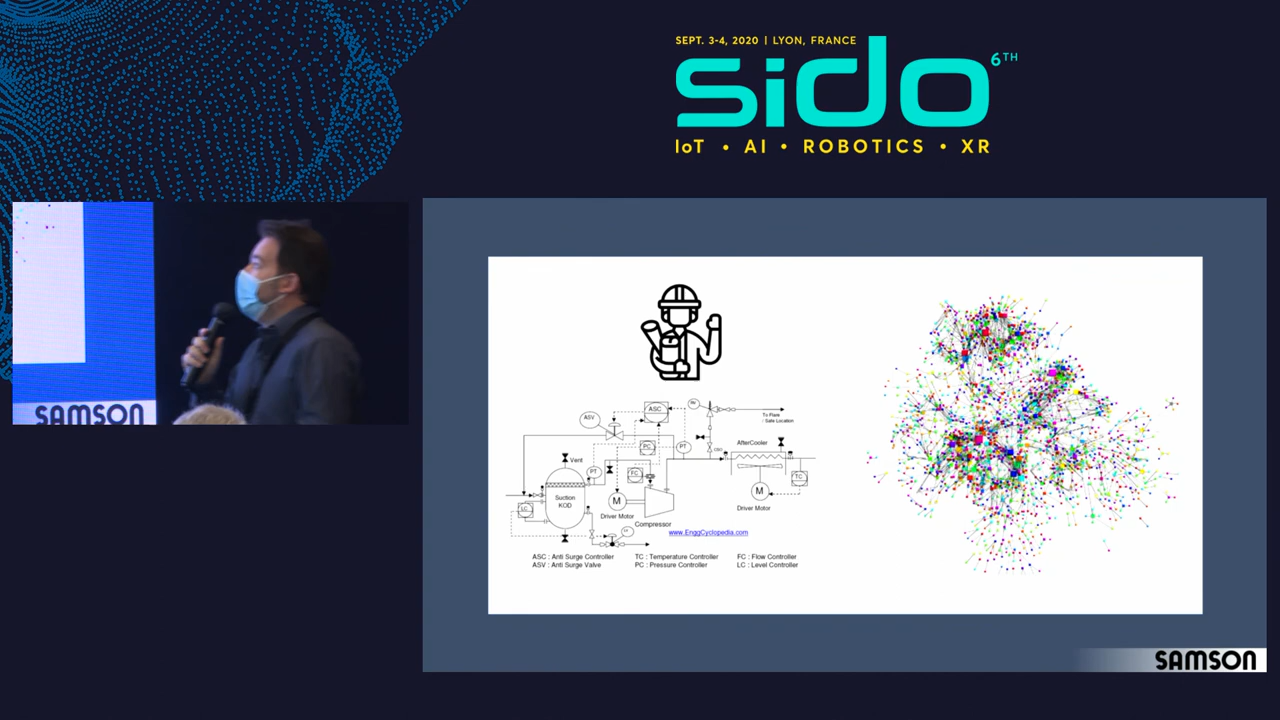 SEPT. 3-4, 2020 | LYON, FRANCE
sido 6TH
IoT • AI • ROBOTICS • XR
SAMSON
ASV
ASC
To Flare
/ Safe Location
PC
PT
AfterCooler
Vent
PT
FC
TC
Suction
KOD
M
M
LC
Driver Motor
Driver Motor
Compressor
www.EnggCyclopedia.com
ASC : Anti Surge Controller
TC : Temperature Controller
FC : Flow Controller
ASV : Anti Surge Valve
PC : Pressure Controller
LC : Level Controller
SAMSON